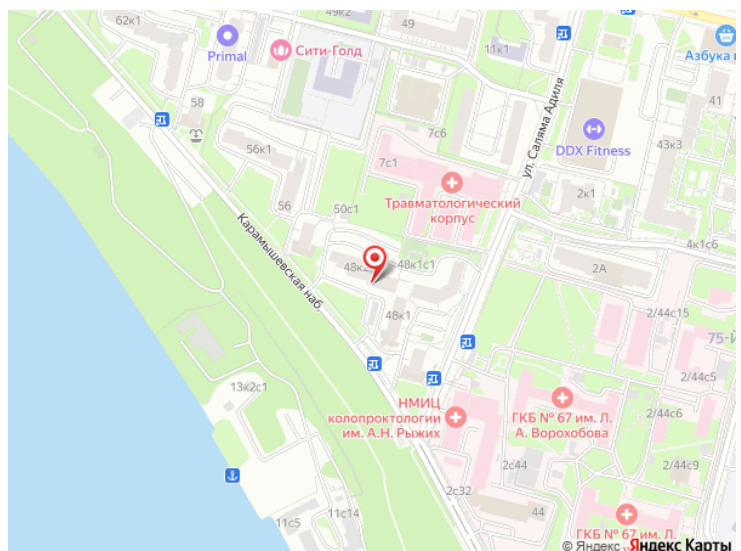 62к1
49к2
49
Primal
Сити-Голд
11к1
ул. Саляма Адиля
Азбука в
58
7с6
DDX Fitness
41
43к3
56к1
7с1
Травматологический
корпус
2к1
56
50с1
Карамышевская наб.
4к1с6
48к2
48к1с1
2А
48к1
2/44с15
75-й
2/44с5
13к2с1
НМИЦ
колопроктологии
им. А.Н. Рыжих
ГКБ № 67 им. Л.
А. Ворохобова
2/44с6
2с44
2/44с9
2с32
44
11с14
11с5
ГКБ № 67 им. Л.
© Яндекс Яндекс Карты